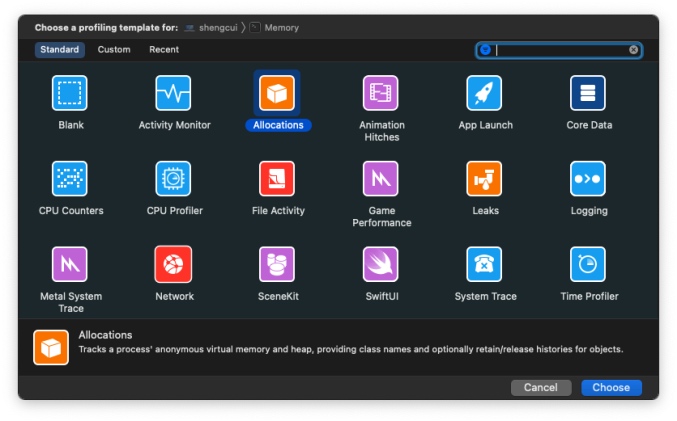 Choose a profiling template for: shengcui 〉 Memory
Standard Custom Recent
Blank
Activity Monitor
Allocations
Animation
Hitches
App Launch
Core Data
CPU Counters
CPU Profiler
File Activity
Game
Performance
Leaks
Logging
Metal System
Trace
Network
SceneKit
SwiftUI
System Trace
Time Profiler
Allocations
Tracks a process' anonymous virtual memory and heap, providing class names and optionally retain/release histories for objects.
Cancel Choose